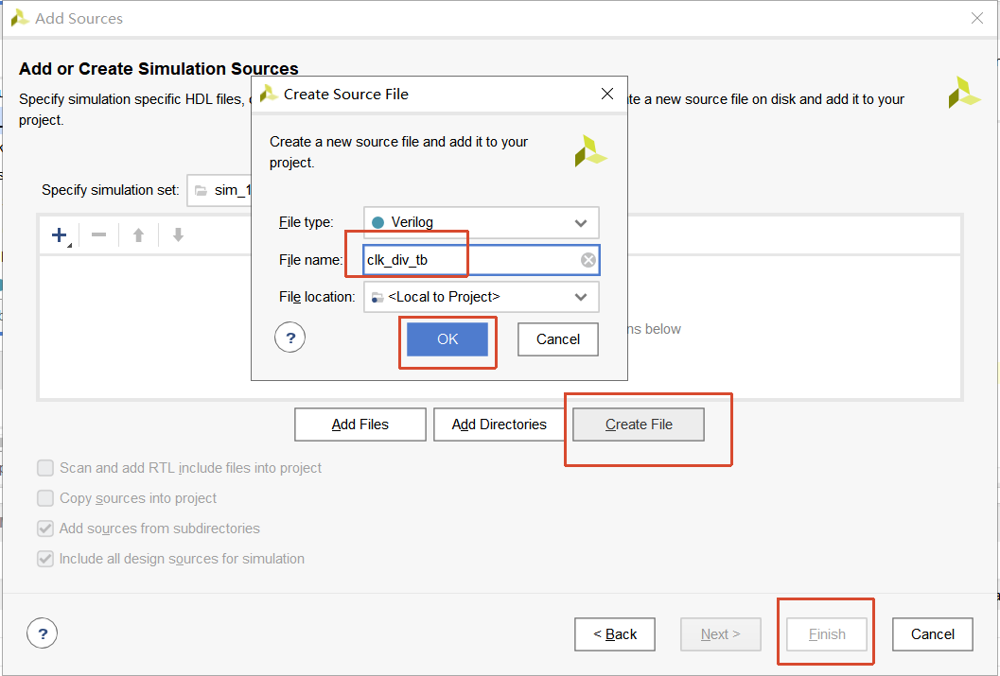 Add Sources
Add or Create Simulation Sources
Specify simulation specific HDL files,
te a new source file on disk and add it to your
project.
Specify simulation set:
sim_1
Create Source File
Create a new source file and add it to your
project.
File type:
Verilog
File name:
clk_div_tb
File location:
<Local to Project>
?
OK
Cancel
ns below
Add Files
Add Directories
Create File
Scan and add RTL include files into project
Copy sources into project
Add sources from subdirectories
Include all design sources for simulation
?
< Back
Next >
Finish
Cancel